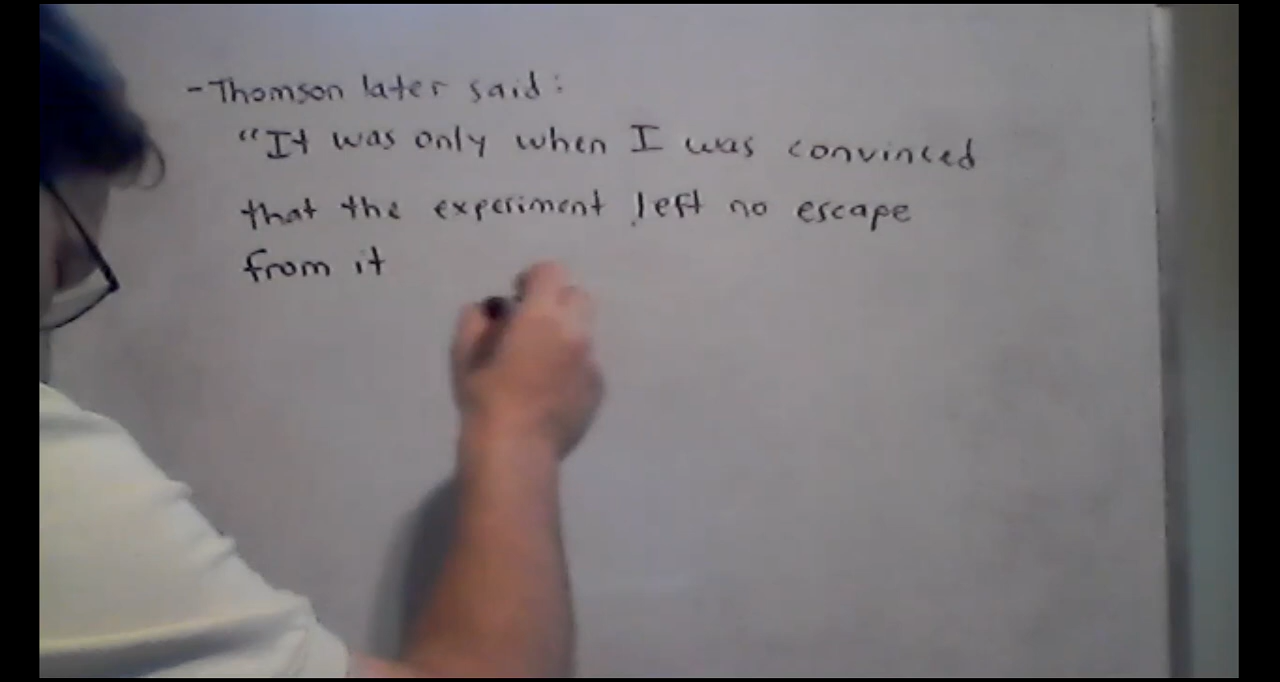 - Thomson later said:
"It was only when I was convinced
that the experiment left no escape
from it